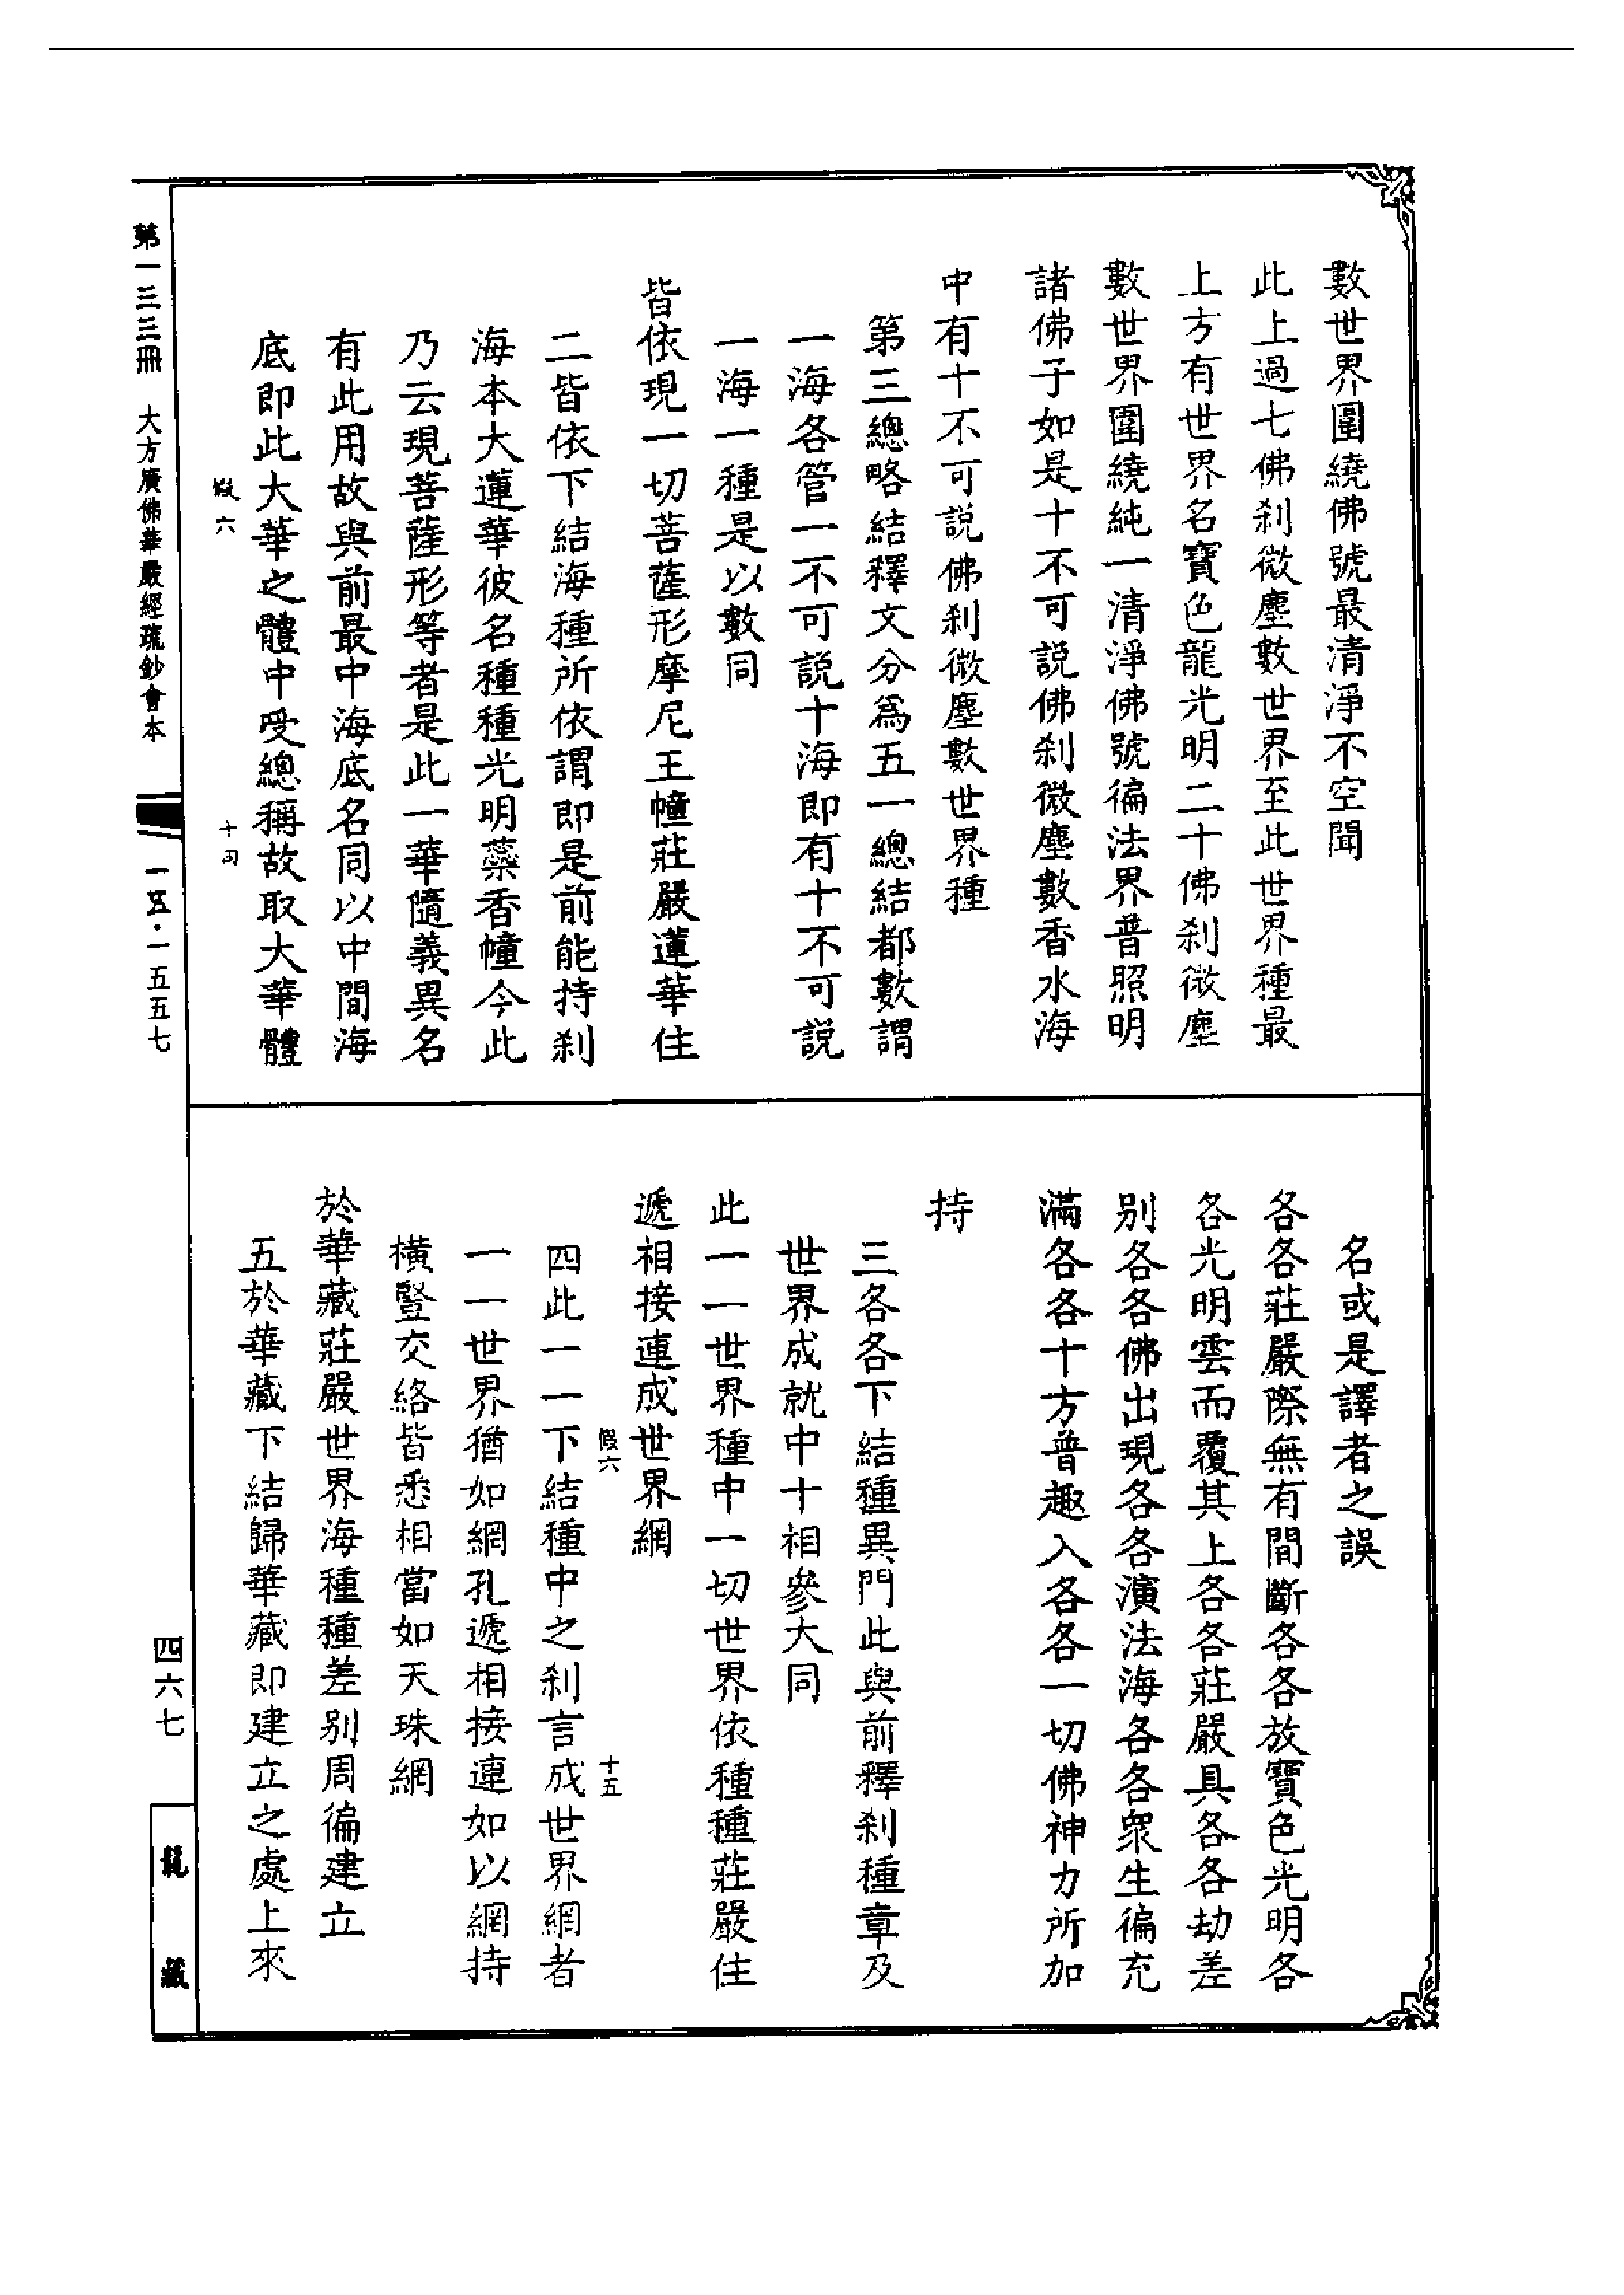 數世界圍繞佛號最清淨不空聞
此上過七佛刹微塵數世界至此世界種最
上方有世界名寶色龍光明二十佛刹微塵
數世界圍繞純一清淨佛號徧法界普照明
諸佛子如是十不可説佛刹微塵數香水海
中有十不可説佛刹微塵數世界種
第三總略結釋文分爲五一總結都數謂
一海各管一不可説十海即有十不可説
一海一種是以數同
皆依現一切菩薩形摩尼王幢莊嚴蓮華住
二皆依下結海種所依謂即是前能持刹
海本大蓮華彼名種種光明蘂香幢今此
乃云現菩薩形等者是此一華隨義異名
有此用故與前最中海底名同以中間海
底即此大華之體中受總稱故取大華體
假六
第一三三冊 大方廣佛華嚴經疏鈔會本 一五·一五五七
名或是譯者之誤
各各莊嚴際無有間斷各各放寶色光明各
各光明雲而覆其上各各莊嚴具各各劫差
别各各佛出現各各演法海各各衆生徧充
滿各各十方普趣入各各一切佛神力所加
持
三各各下結種異門此與前釋刹種章及
世界成就中十相參大同
此一一世界種中一切世界依種種莊嚴住
遞相接連成世界網
假六 十五
四此一一下結種中之刹言成世界網者
一一世界猶如網孔遞相接連如以網持
橫豎交絡皆悉相當如天珠網
於華藏莊嚴世界海種種差别周徧建立
五於華藏下結歸華藏即建立之處上來
四六七
龍藏